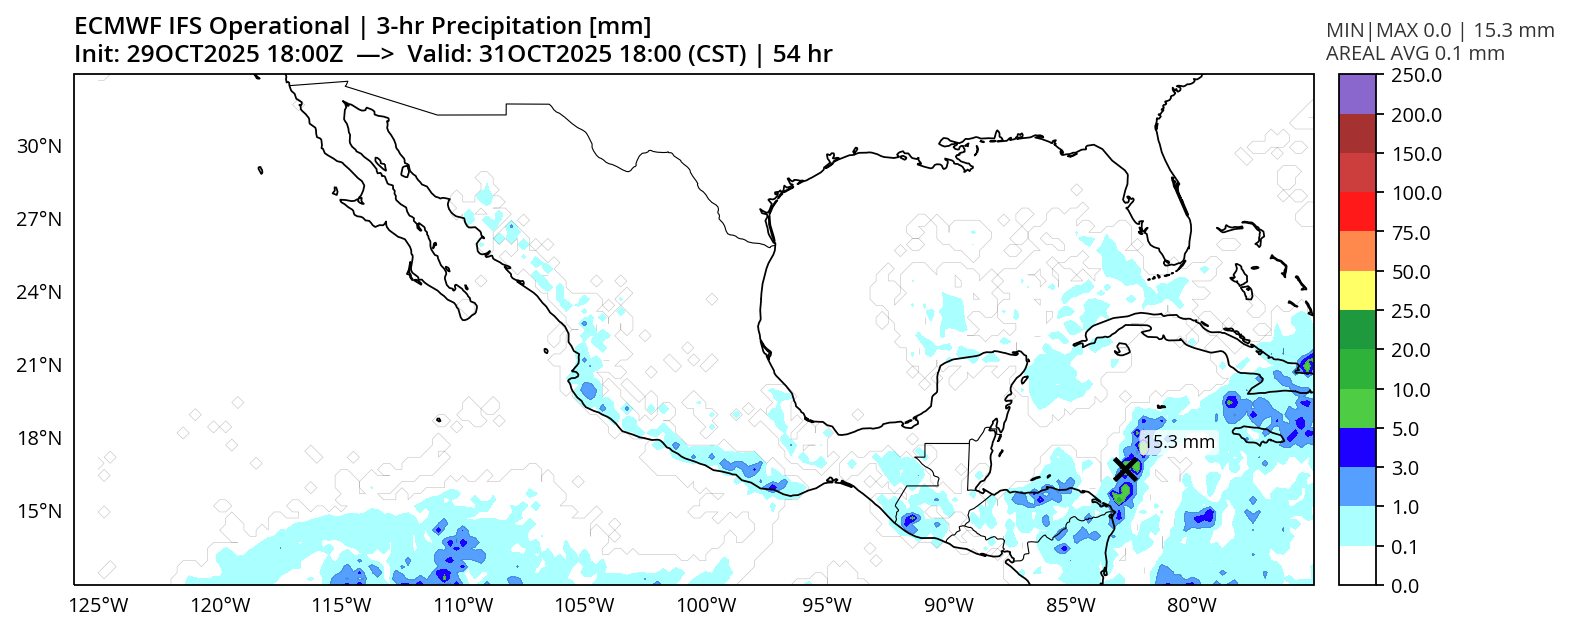 ECMWF IFS Operational | 3-hr Precipitation [mm]
Init: 29OCT2025 18:00Z —> Valid: 31OCT2025 18:00 (CST) | 54 hr
MIN|MAX 0.0 | 15.3 mm
AREAL AVG 0.1 mm
250.0
200.0
150.0
100.0
75.0
50.0
25.0
20.0
10.0
5.0
3.0
1.0
0.1
0.0
30°N
27°N
24°N
21°N
18°N
15°N
15.3 mm
125°W 120°W 115°W 110°W 105°W 100°W 95°W 90°W 85°W 80°W